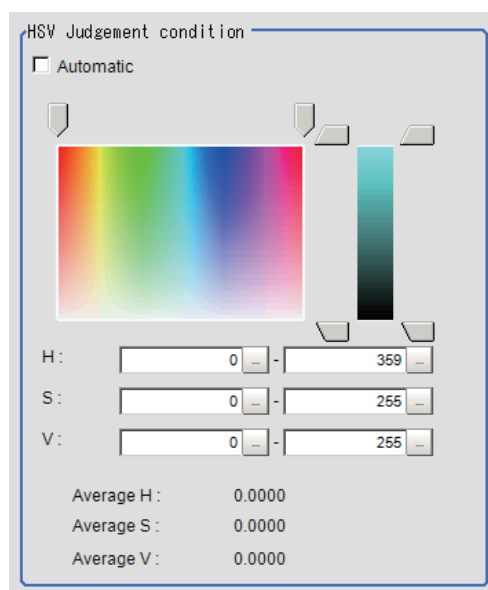 HSV Judgement condition
Automatic
H : 0 ... - 359 ...
S : 0 ... - 255 ...
V : 0 ... - 255 ...
Average H : 0.0000
Average S : 0.0000
Average V : 0.0000